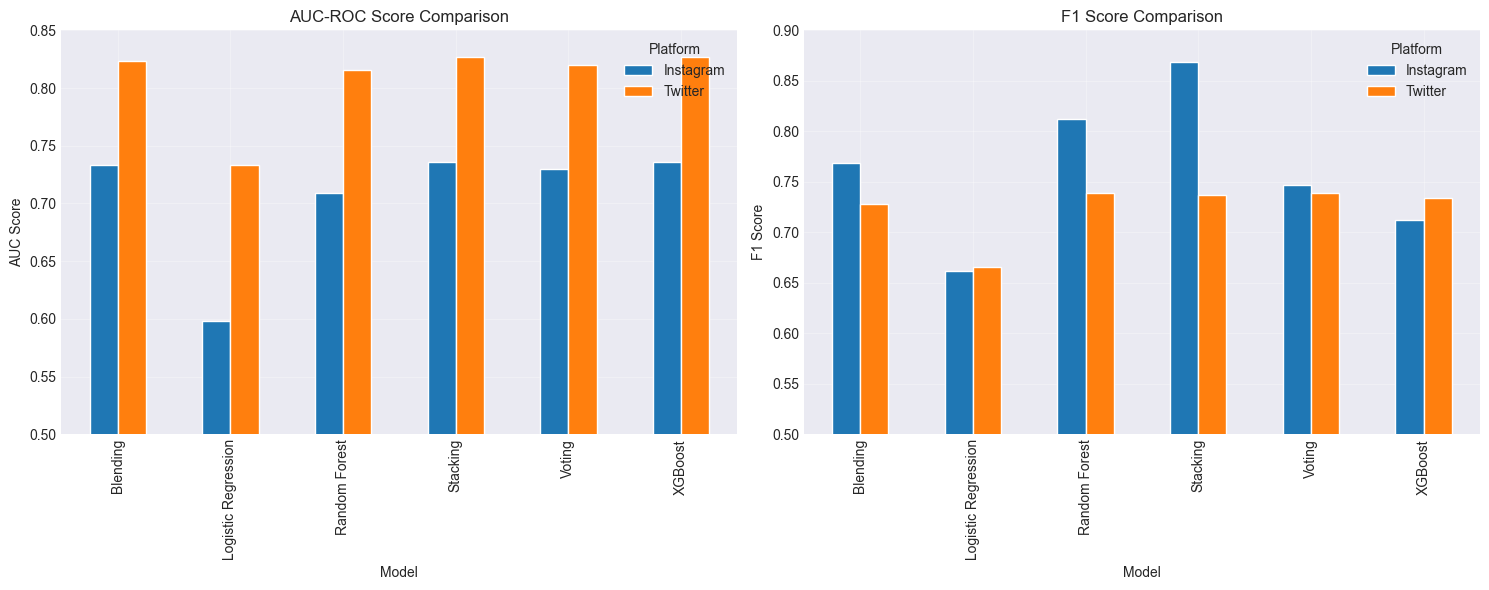 AUC-ROC Score Comparison
Platform
Instagram
Twitter
AUC Score
0.85
0.80
0.75
0.70
0.65
0.60
0.55
0.50
Blending
Logistic Regression
Random Forest
Stacking
Voting
XGBoost
Model
F1 Score Comparison
Platform
Instagram
Twitter
F1 Score
0.90
0.85
0.80
0.75
0.70
0.65
0.60
0.55
0.50
Blending
Logistic Regression
Random Forest
Stacking
Voting
XGBoost
Model